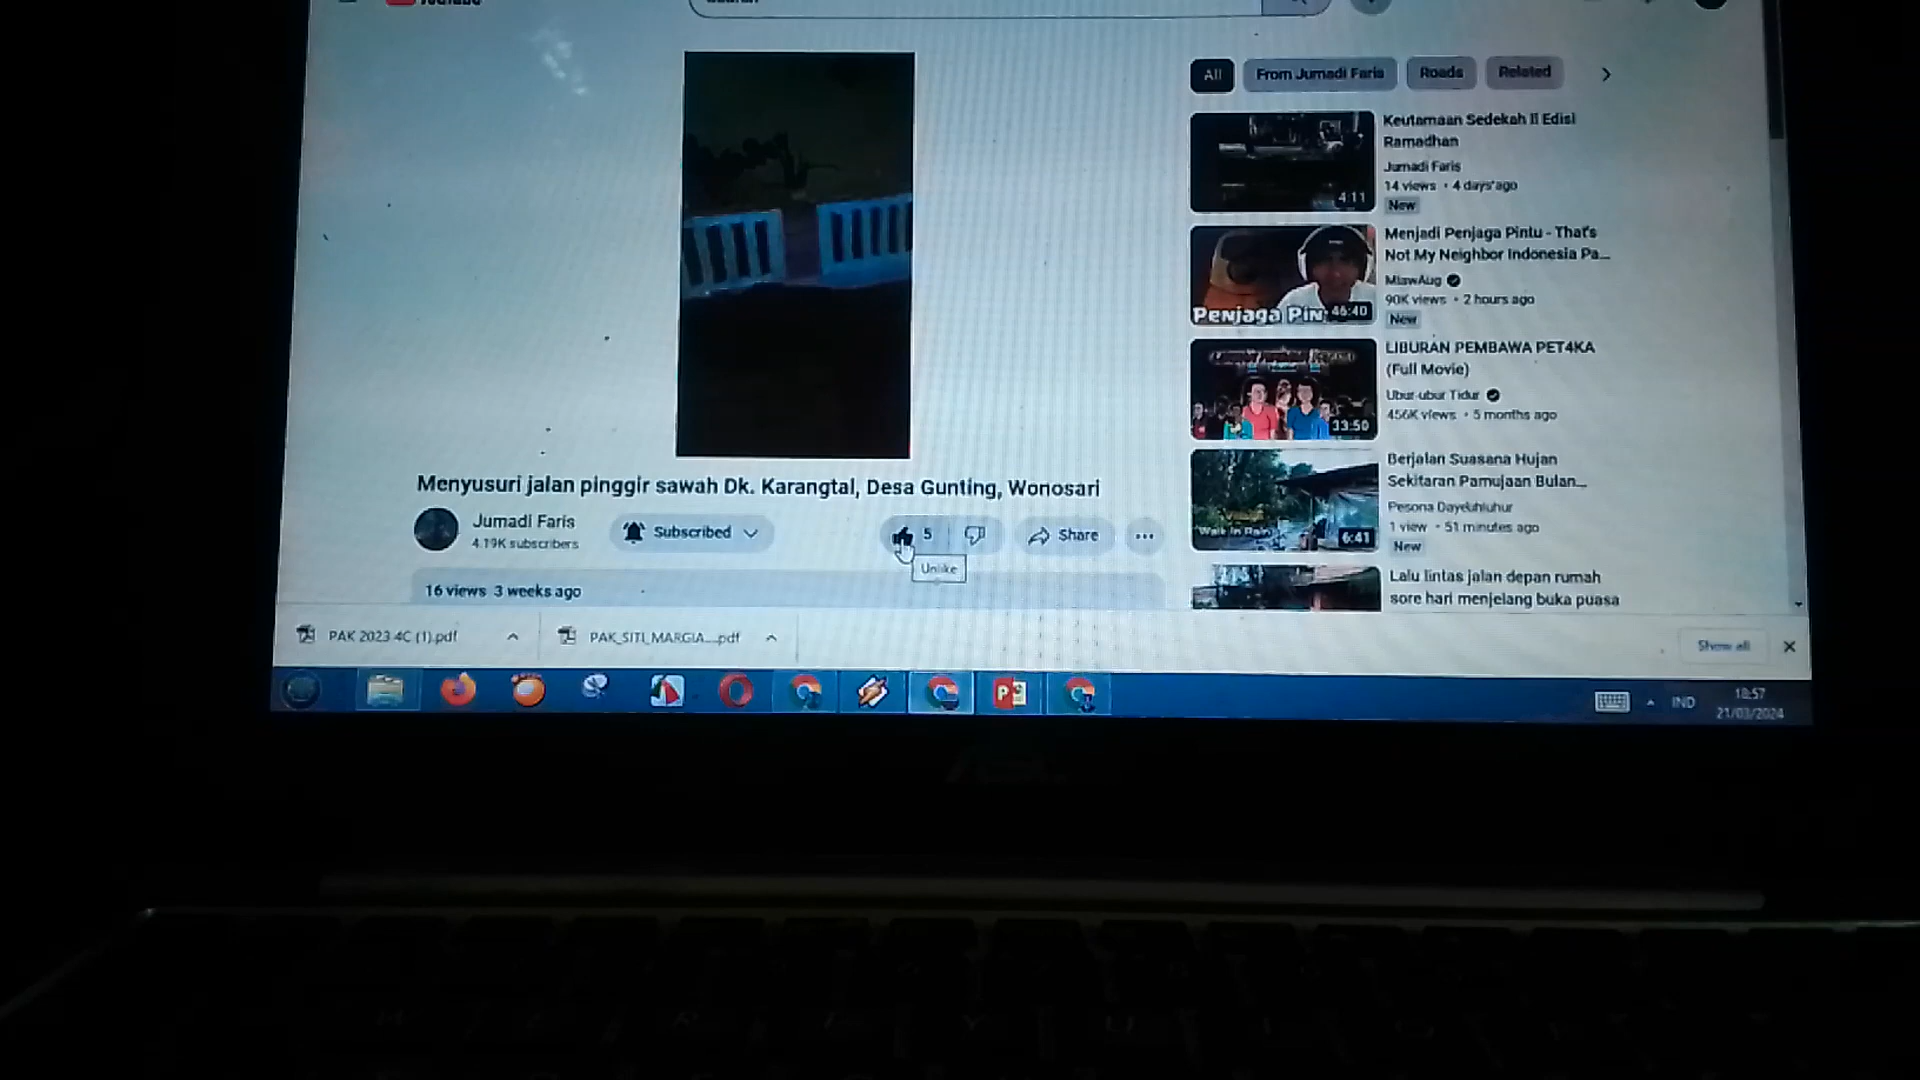 All
From Jumadi Faris
Roads
Related
Keutamaan Sedekah II Edisi
Ramadhan
Jumadi Faris
14 views • 4 days ago
New
4:11
Menjadi Penjaga Pintu - That's
Not My Neighbor Indonesia Pa...
MiawAug
90K views • 2 hours ago
New
Penjaga Pin
46:40
LIBURAN PEMBAWA PET4KA
(Full Movie)
Ubur-ubur Tidur
456K views • 5 months ago
33:50
Berjalan Suasana Hujan
Sekitaran Pamujaan Bulan...
Pesona Dayeuhluhur
1 view • 51 minutes ago
New
Walk In Rain
6:41
Lalu lintas jalan depan rumah
sore hari menjelang buka puasa
Menyusuri jalan pinggir sawah Dk. Karangtal, Desa Gunting, Wonosari
Jumadi Faris
4.19K subscribers
Subscribed
5
Share
Unlike
16 views 3 weeks ago
PAK 2023 4C (1).pdf
PAK_SITI_MARGIA....pdf
Show all
IND
18:57
21/03/2024